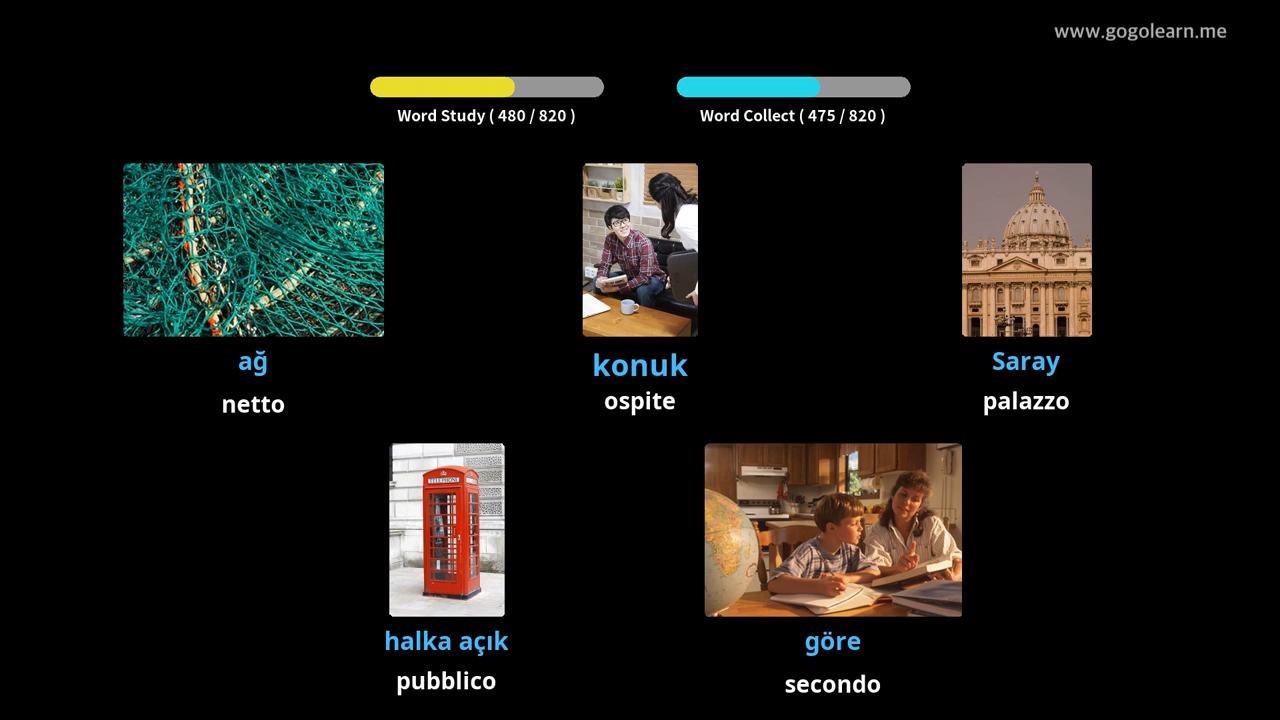 www.gogolearn.me
Word Study ( 480 / 820 )
Word Collect ( 475 / 820 )
ağ
netto
konuk
ospite
Saray
palazzo
TELEPHONE
halka açık
pubblico
göre
secondo